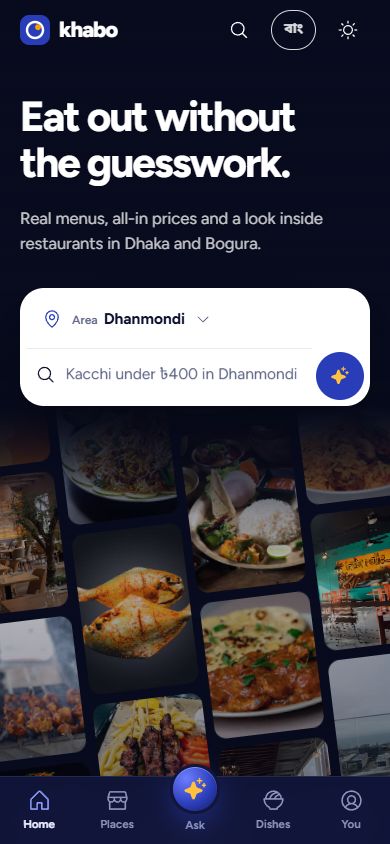 khabo
বাং
Eat out without
the guesswork.
Real menus, all-in prices and a look inside
restaurants in Dhaka and Bogura.
Area Dhanmondi
Kacchi under ৳400 in Dhanmondi
Home Places Ask Dishes You